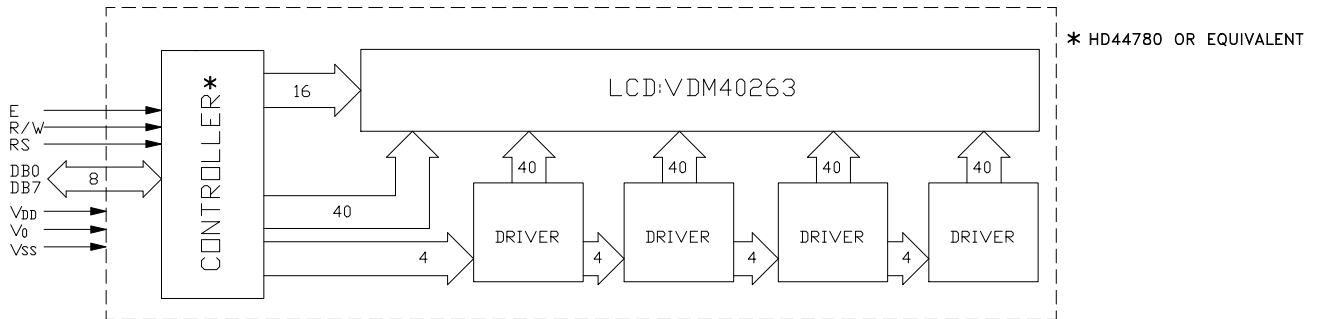 * HD44780 OR EQUIVALENT
LCD:VDM40263
CONTROLLER*
16
E
R/W
RS
DB0
DB7
8
VDD
V0
VSS
40
40
40
40
40
DRIVER
DRIVER
DRIVER
DRIVER
4
4
4
4